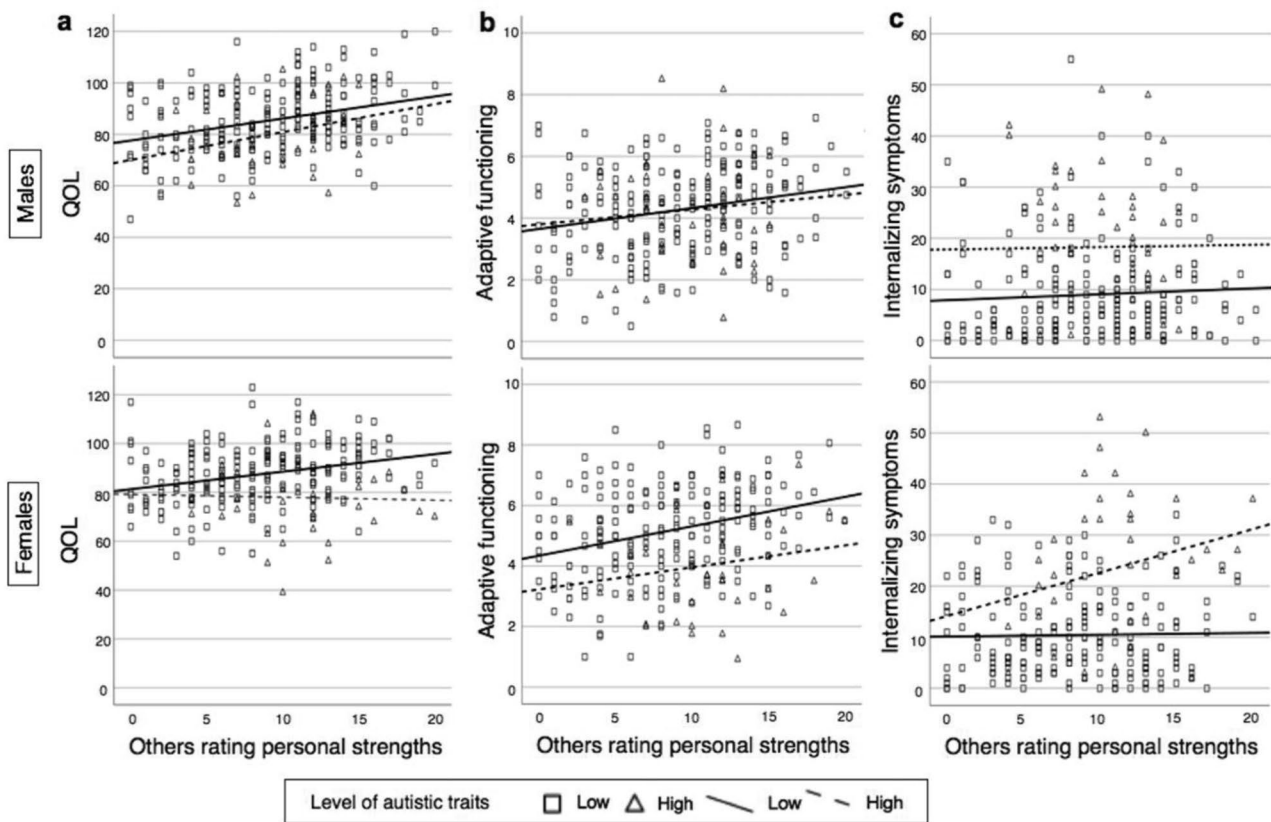 a
b
c
Males
QOL
120
100
80
60
40
20
0
Adaptive functioning
10
8
6
4
2
0
Internalizing symptoms
60
50
40
30
20
10
0
Females
QOL
120
100
80
60
40
20
0
0 5 10 15 20
Others rating personal strengths
Adaptive functioning
10
8
6
4
2
0
0 5 10 15 20
Others rating personal strengths
Internalizing symptoms
60
50
40
30
20
10
0
0 5 10 15 20
Others rating personal strengths
Level of autistic traits Low High Low High